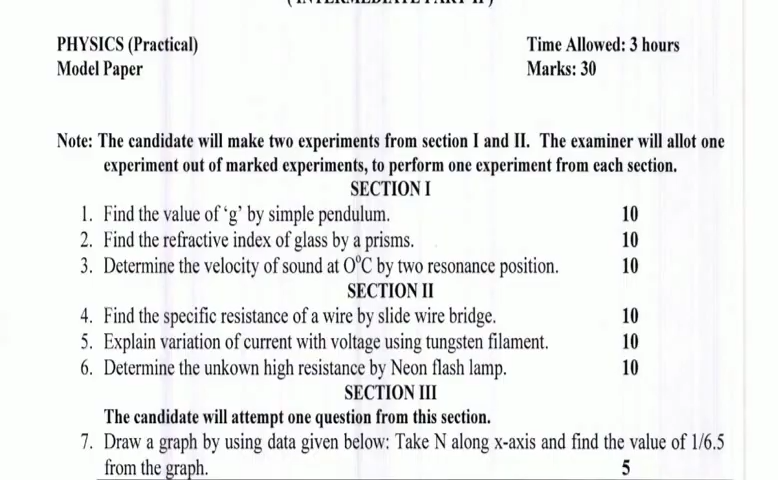 ( INTERMEDIATE PART-II )
PHYSICS (Practical) Time Allowed: 3 hours
Model Paper Marks: 30
Note: The candidate will make two experiments from section I and II. The examiner will allot one
experiment out of marked experiments, to perform one experiment from each section.
SECTION I
1. Find the value of ‘g’ by simple pendulum. 10
2. Find the refractive index of glass by a prisms. 10
3. Determine the velocity of sound at O⁰C by two resonance position. 10
SECTION II
4. Find the specific resistance of a wire by slide wire bridge. 10
5. Explain variation of current with voltage using tungsten filament. 10
6. Determine the unkown high resistance by Neon flash lamp. 10
SECTION III
The candidate will attempt one question from this section.
7. Draw a graph by using data given below: Take N along x-axis and find the value of 1/6.5
from the graph. 5